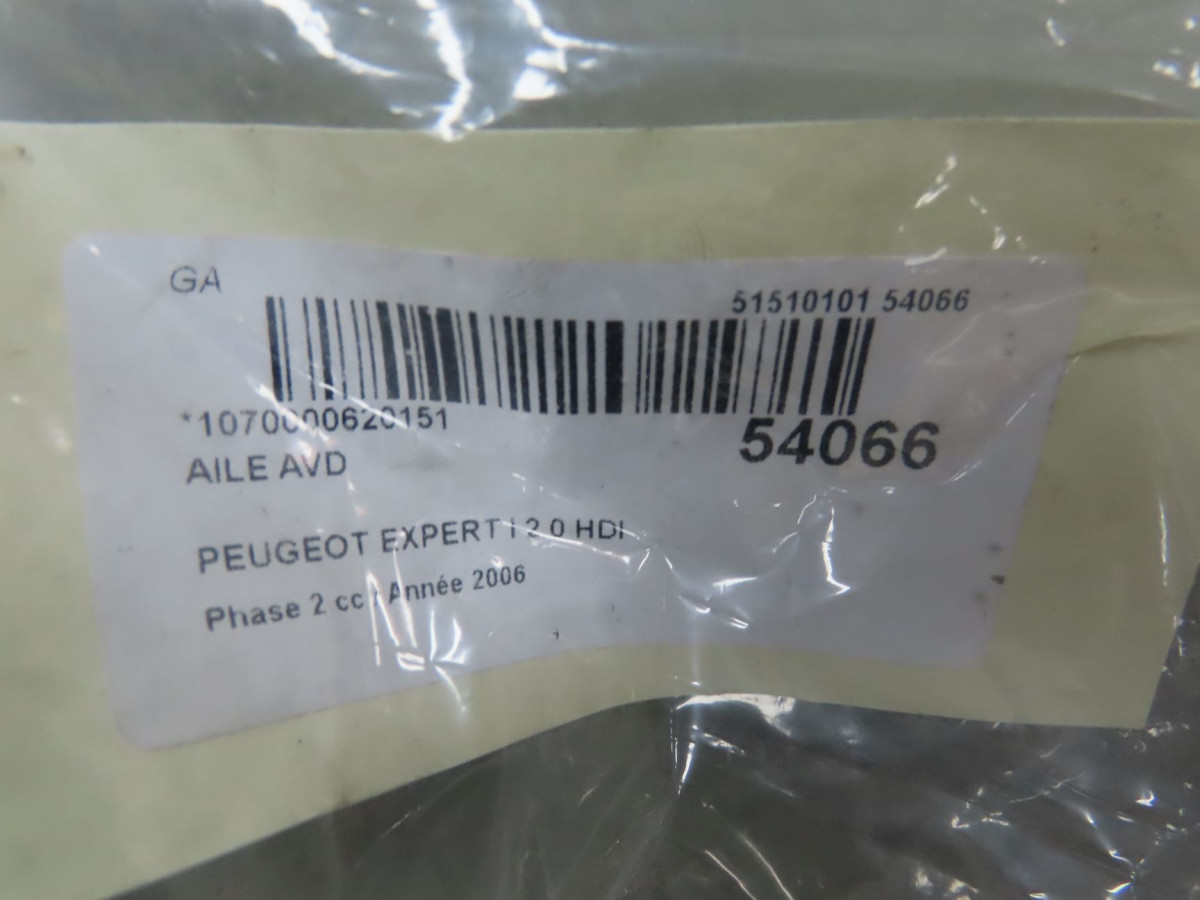 GA
51510101 54066
*1070000620151
54066
AILE AVD
PEUGEOT EXPERT I 2.0 HDI
Phase 2 cc / Année 2006